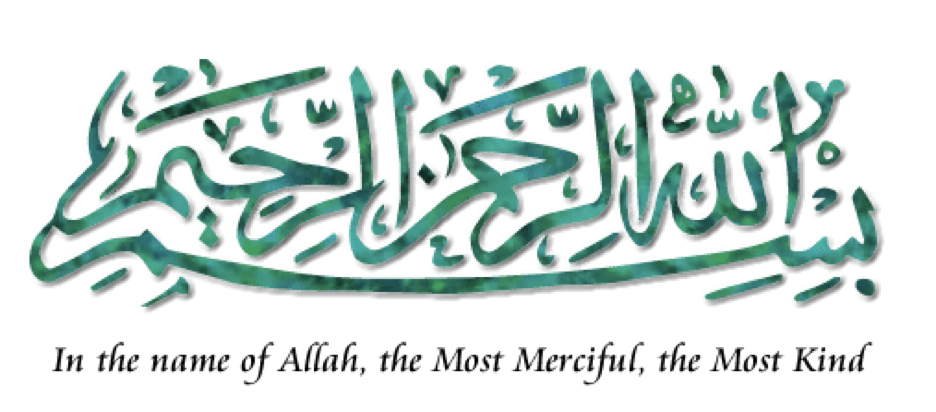 بسم الله الرحمن الرحيم
In the name of Allah, the Most Merciful, the Most Kind